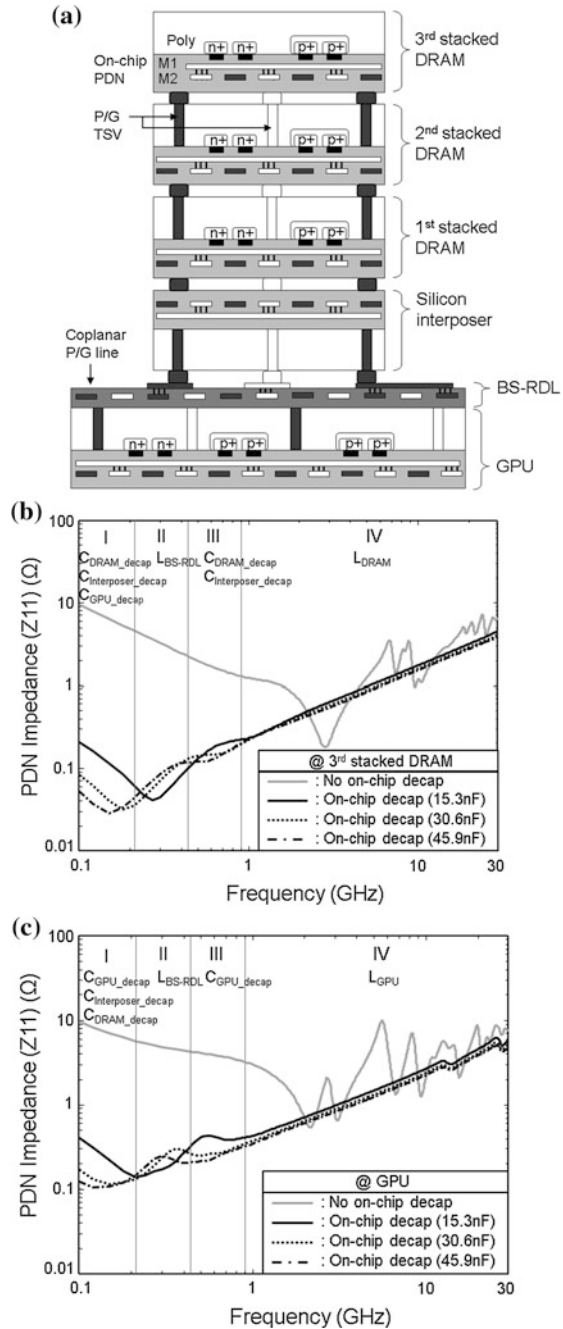 (a)
Poly
n+ n+ p+ p+
3rd stacked
DRAM
On-chip
PDN
M1
M2
P/G
TSV
n+ n+ p+ p+
2nd stacked
DRAM
n+ n+ p+ p+
1st stacked
DRAM
Silicon
interposer
Coplanar
P/G line
BS-RDL
n+ n+ p+ p+ p+ p+
GPU
(b)
PDN Impedance (Z11) (Ω)
100
10
1
0.1
0.01
I II III IV
CDRAM_decap LBS-RDL CDRAM_decap LDRAM
CInterposer_decap CInterposer_decap
CGPU_decap
@ 3rd stacked DRAM
: No on-chip decap
: On-chip decap (15.3nF)
: On-chip decap (30.6nF)
: On-chip decap (45.9nF)
0.1 1 10 30
Frequency (GHz)
(c)
PDN Impedance (Z11) (Ω)
100
10
1
0.1
0.01
I II III IV
CGPU_decap LBS-RDL CGPU_decap LGPU
CInterposer_decap
CDRAM_decap
@ GPU
: No on-chip decap
: On-chip decap (15.3nF)
: On-chip decap (30.6nF)
: On-chip decap (45.9nF)
0.1 1 10 30
Frequency (GHz)